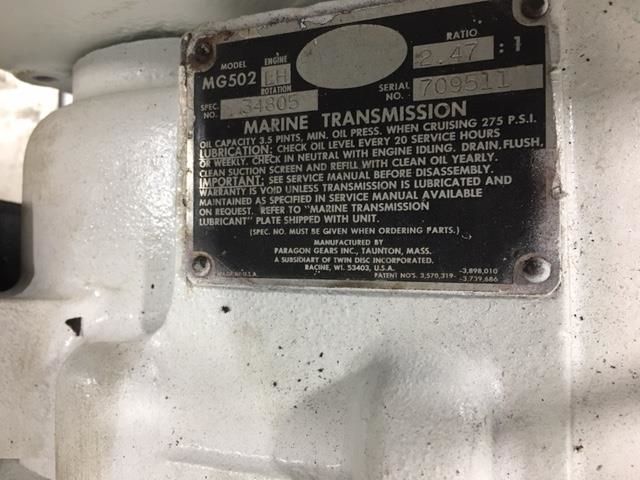 MODEL
MG502
ENGINE
LH
ROTATION
RATIO
2.47 : 1
SPEC. NO. 34805
SERIAL NO. 709511
MARINE TRANSMISSION
OIL CAPACITY 3.5 PINTS, MIN. OIL PRESS. WHEN CRUISING 275 P.S.I.
LUBRICATION: CHECK OIL LEVEL EVERY 20 SERVICE HOURS
OR WEEKLY. CHECK IN NEUTRAL WITH ENGINE IDLING. DRAIN, FLUSH,
CLEAN SUCTION SCREEN AND REFILL WITH CLEAN OIL YEARLY.
IMPORTANT: SEE SERVICE MANUAL BEFORE DISASSEMBLY.
WARRANTY IS VOID UNLESS TRANSMISSION IS LUBRICATED AND
MAINTAINED AS SPECIFIED IN SERVICE MANUAL AVAILABLE
ON REQUEST. REFER TO "MARINE TRANSMISSION
LUBRICANT" PLATE SHIPPED WITH UNIT.
(SPEC. NO. MUST BE GIVEN WHEN ORDERING PARTS.)
MANUFACTURED BY
PARAGON GEARS INC., TAUNTON, MASS.
A SUBSIDIARY OF TWIN DISC INCORPORATED.
RACINE, WI. 53403, U.S.A.
MADE IN U.S.A.
PATENT NO'S. 3,570,319 -3,898,010
-3,739,686